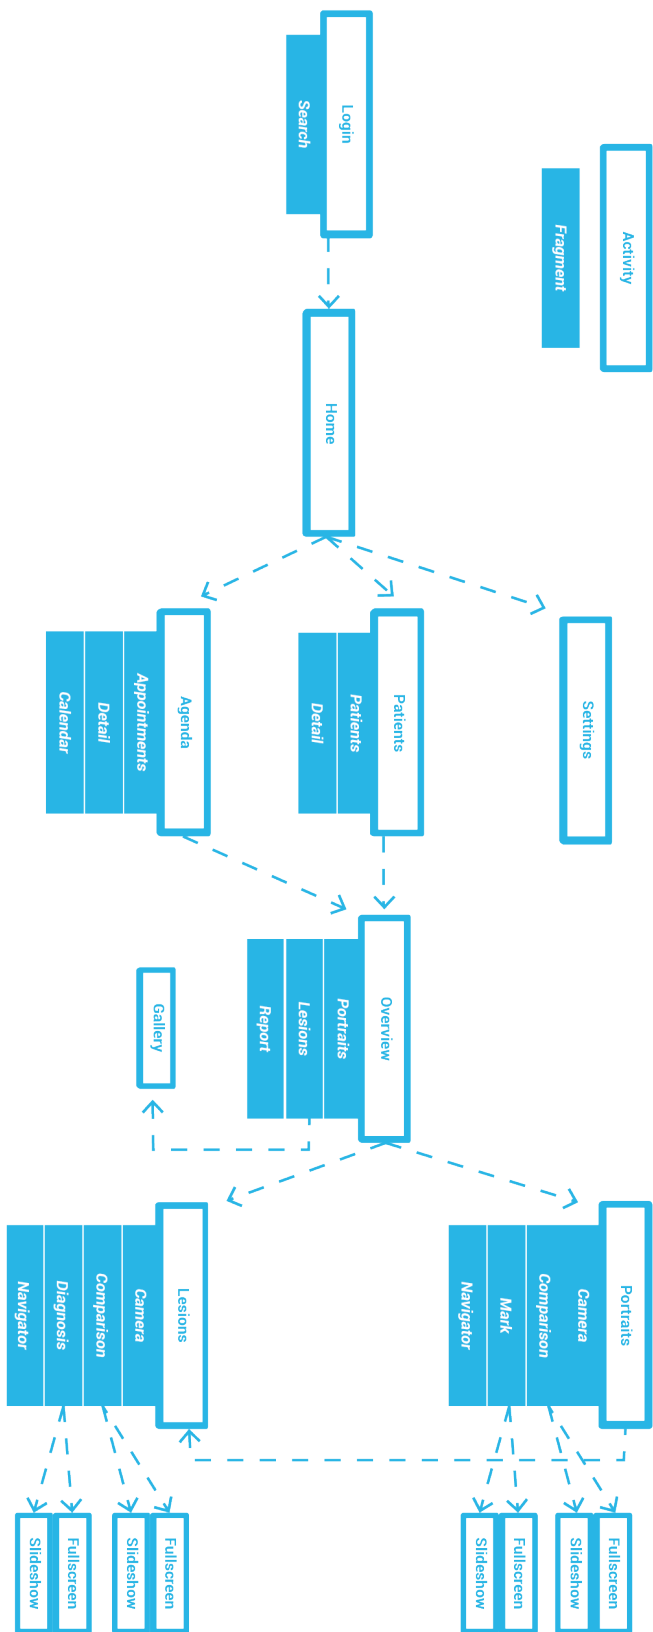 Activity
Fragment
Login
Search
Home
Settings
Patients
Patients
Detail
Agenda
Appointments
Detail
Calendar
Overview
Portraits
Lesions
Report
Gallery
Portraits
Camera
Comparison
Mark
Navigator
Lesions
Camera
Comparison
Diagnosis
Navigator
Fullscreen
Slideshow
Fullscreen
Slideshow
Fullscreen
Slideshow
Fullscreen
Slideshow